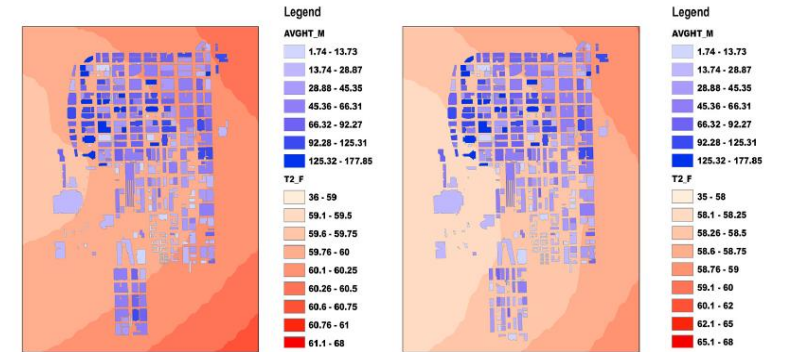 Legend
AVGHT_M
1.74 - 13.73
13.74 - 28.87
28.88 - 45.35
45.36 - 66.31
66.32 - 92.27
92.28 - 125.31
125.32 - 177.85
T2_F
36 - 59
59.1 - 59.5
59.6 - 59.75
59.76 - 60
60.1 - 60.25
60.26 - 60.5
60.6 - 60.75
60.76 - 61
61.1 - 68
Legend
AVGHT_M
1.74 - 13.73
13.74 - 28.87
28.88 - 45.35
45.36 - 66.31
66.32 - 92.27
92.28 - 125.31
125.32 - 177.85
T2_F
35 - 58
58.1 - 58.25
58.26 - 58.5
58.6 - 58.75
58.76 - 59
59.1 - 60
60.1 - 62
62.1 - 65
65.1 - 68